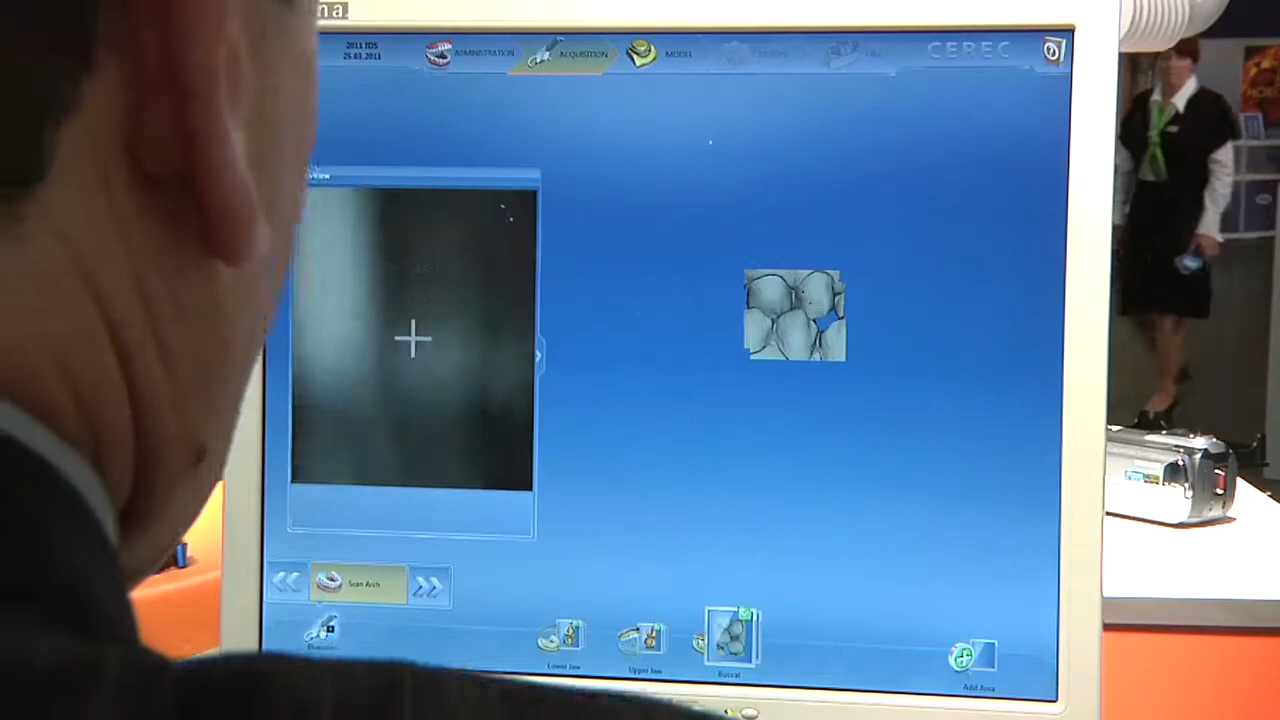 na.
2011 IDS
25.03.2011
ADMINISTRATION
ACQUISITION
MODEL
CEREC
Scan Arch
Lower Jaw
Upper Jaw
Buccal
Add Area